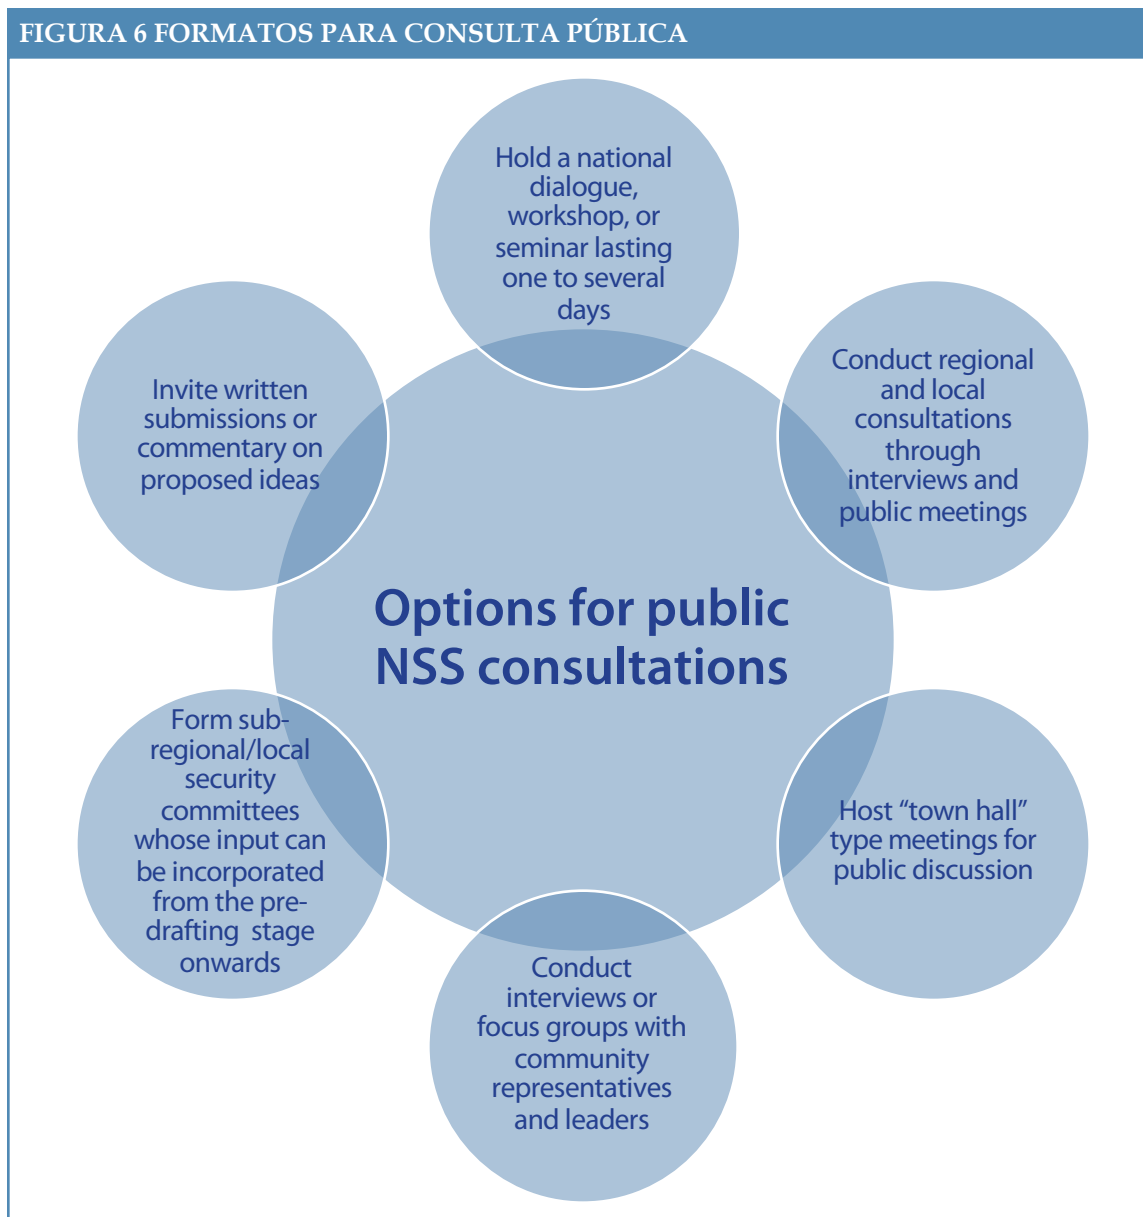 FIGURA 6 FORMATOS PARA CONSULTA PÚBLICA
Hold a national
dialogue,
workshop, or
seminar lasting
one to several
days
Conduct regional
and local
consultations
through
interviews and
public meetings
Host “town hall”
type meetings for
public discussion
Conduct
interviews or
focus groups with
community
representatives
and leaders
Form sub-
regional/local
security
committees
whose input can
be incorporated
from the pre-
drafting stage
onwards
Invite written
submissions or
commentary on
proposed ideas
Options for public
NSS consultations